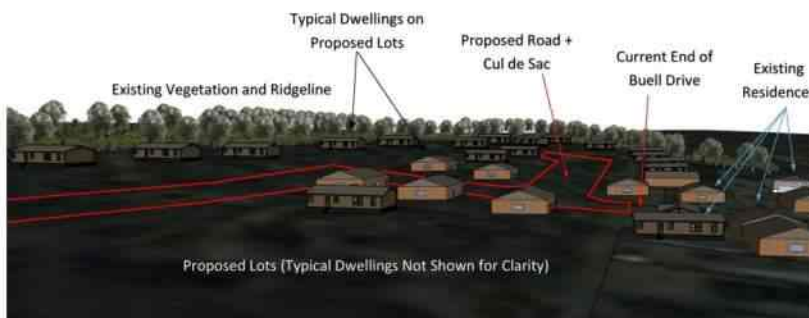 Typical Dwellings on
Proposed Lots
Proposed Road +
Cul de Sac
Current End of
Buell Drive
Existing
Residence
Existing Vegetation and Ridgeline
Proposed Lots (Typical Dwellings Not Shown for Clarity)